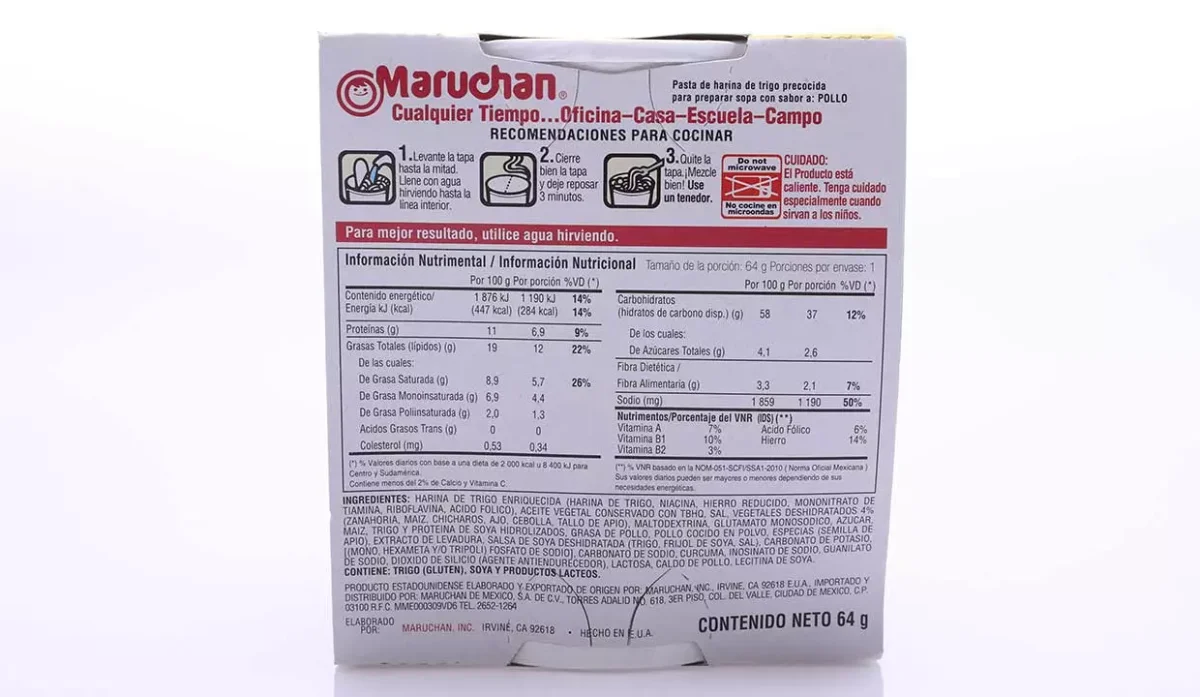 Maruchan®
Pasta de harina de trigo precocida
para preparar sopa con sabor a: POLLO
Cualquier Tiempo...Oficina–Casa–Escuela–Campo
RECOMENDACIONES PARA COCINAR
1. Levante la tapa
hasta la mitad.
Llene con agua
hirviendo hasta la
línea interior.
2. Cierre
bien la tapa
y deje reposar
3 minutos.
3. Quite la
tapa. ¡Mezcle
bien! Use
un tenedor.
Do not
microwave
No cocine en
microondas
CUIDADO:
El Producto está
caliente. Tenga cuidado
especialmente cuando
sirvan a los niños.
Para mejor resultado, utilice agua hirviendo.
Información Nutrimental / Información Nutricional Tamaño de la porción: 64 g Porciones por envase: 1
Por 100 g Por porción %VD (*)
Contenido energético/ 1 876 kJ 1 190 kJ 14%
Energía kJ (kcal) (447 kcal) (284 kcal) 14%
Proteínas (g) 11 6,9 9%
Grasas Totales (lípidos) (g) 19 12 22%
De las cuales:
De Grasa Saturada (g) 8,9 5,7 26%
De Grasa Monoinsaturada (g) 6,9 4,4
De Grasa Poliinsaturada (g) 2,0 1,3
Acidos Grasos Trans (g) 0 0
Colesterol (mg) 0,53 0,34
(*) % Valores diarios con base a una dieta de 2 000 kcal u 8 400 kJ para
Centro y Sudamérica.
Contiene menos del 2% de Calcio y Vitamina C.
Por 100 g Por porción %VD (*)
Carbohidratos
(hidratos de carbono disp.) (g) 58 37 12%
De los cuales:
De Azúcares Totales (g) 4,1 2,6
Fibra Dietética /
Fibra Alimentaria (g) 3,3 2,1 7%
Sodio (mg) 1 859 1 190 50%
Nutrimentos/Porcentaje del VNR (IDS) (**)
Vitamina A 7% Acido Fólico 6%
Vitamina B1 10% Hierro 14%
Vitamina B2 3%
(**) % VNR basado en la NOM-051-SCFI/SSA1-2010 ( Norma Oficial Mexicana )
Sus valores diarios pueden ser mayores o menores dependiendo de sus
necesidades energéticas.
INGREDIENTES: HARINA DE TRIGO ENRIQUECIDA (HARINA DE TRIGO, NIACINA, HIERRO REDUCIDO, MONONITRATO DE
TIAMINA, RIBOFLAVINA, ACIDO FOLICO), ACEITE VEGETAL CONSERVADO CON TBHQ, SAL, VEGETALES DESHIDRATADOS 4%
(ZANAHORIA, MAIZ, CHICHAROS, AJO, CEBOLLA, TALLO DE APIO), MALTODEXTRINA, GLUTAMATO MONOSODICO, AZUCAR,
MAIZ, TRIGO Y PROTEINA DE SOYA HIDROLIZADOS, GRASA DE POLLO, POLLO COCIDO EN POLVO, ESPECIAS (SEMILLA DE
APIO), EXTRACTO DE LEVADURA, SALSA DE SOYA DESHIDRATADA (TRIGO, FRIJOL DE SOYA, SAL), CARBONATO DE POTASIO,
[(MONO, HEXAMETA Y/O TRIPOLI) FOSFATO DE SODIO], CARBONATO DE SODIO, CURCUMA, INOSINATO DE SODIO, GUANILATO
DE SODIO, DIOXIDO DE SILICIO (AGENTE ANTIENDURECEDOR), LACTOSA, CALDO DE POLLO, LECITINA DE SOYA.
CONTIENE: TRIGO (GLUTEN), SOYA Y PRODUCTOS LACTEOS.
PRODUCTO ESTADOUNIDENSE ELABORADO Y EXPORTADO DE ORIGEN POR: MARUCHAN, INC., IRVINE, CA 92618 E.U.A., IMPORTADO Y
DISTRIBUIDO POR: MARUCHAN DE MEXICO, S.A. DE C.V., TORRES ADALID NO. 618, 3ER PISO, COL. DEL VALLE, CIUDAD DE MEXICO, C.P.
03100 R.F.C. MME000309VD6 TEL. 2652-1264
ELABORADO
POR: MARUCHAN, INC. IRVINE, CA 92618 • HECHO EN E.U.A.
CONTENIDO NETO 64 g